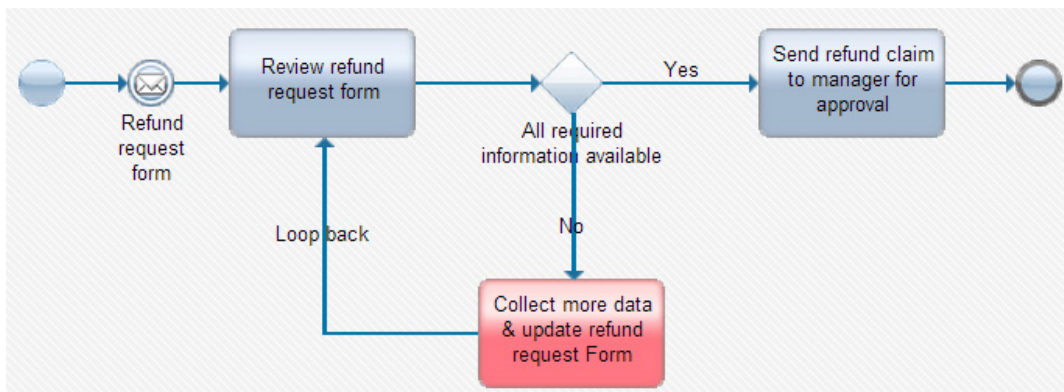 Refund
request
form
Review refund
request form
All required
information available
Yes
Send refund claim
to manager for
approval
No
Collect more data
& update refund
request Form
Loop back